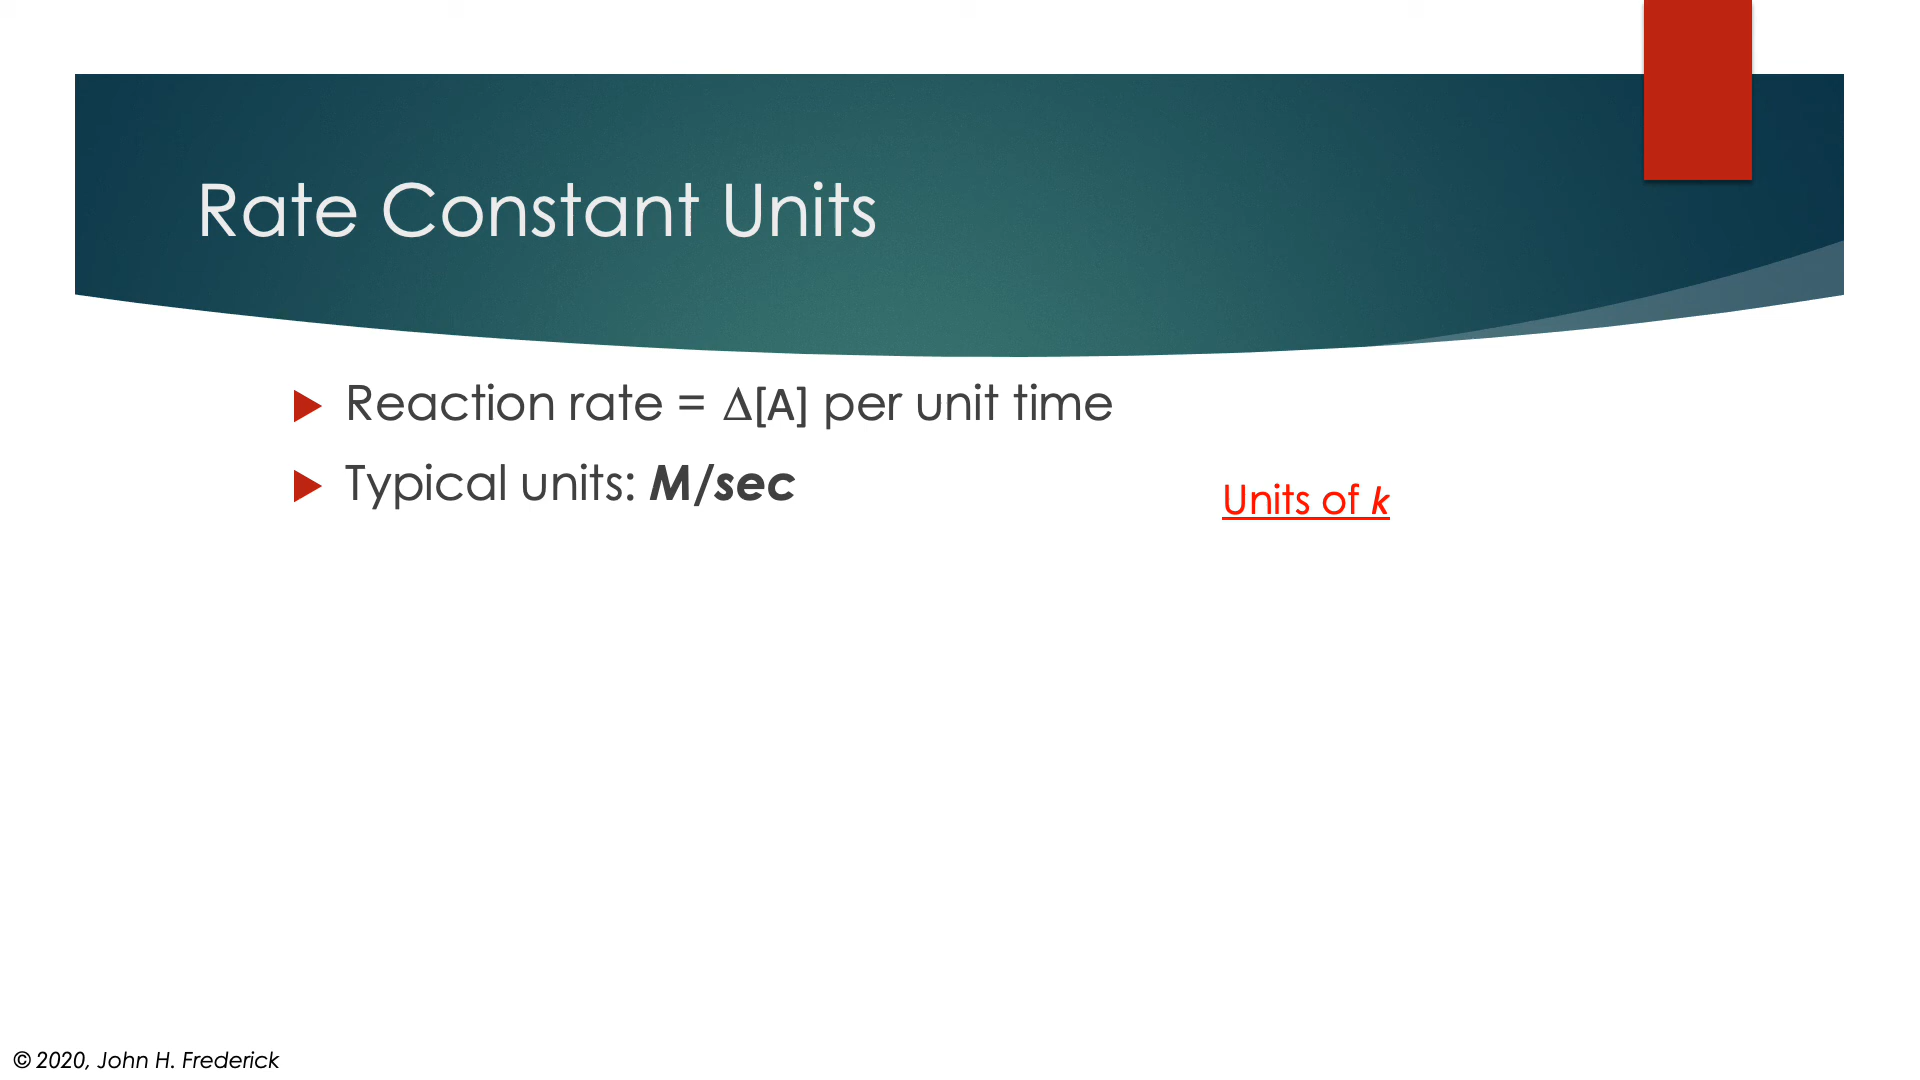 Rate Constant Units
Reaction rate = Δ[A] per unit time
Typical units: M/sec
Units of k
© 2020, John H. Frederick